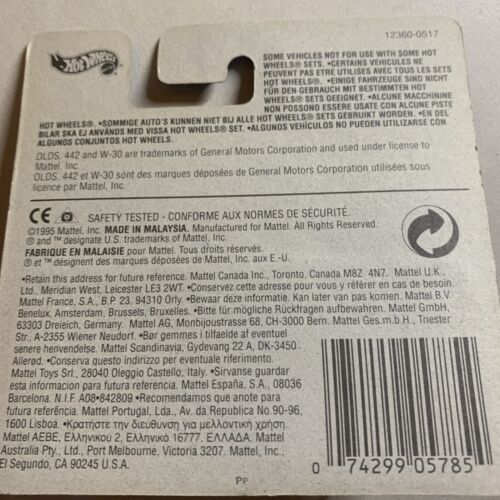 12360-0517
HOT WHEELS
SOME VEHICLES NOT FOR USE WITH SOME HOT
WHEELS® SETS. •CERTAINS VEHICULES NE
PEUVENT PAS ETRE UTILISES AVEC TOUS LES SETS
HOT WHEELS®. •EINIGE FAHRZEUGE SIND NICHT
FÜR DEN GEBRAUCH MIT BESTIMMTEN HOT
WHEELS® SETS GEEIGNET. •ALCUNE MACCHININE
NON POSSONO ESSERE USATE CON ALCUNE PISTE
HOT WHEELS®. •SOMMIGE AUTO'S KUNNEN NIET BIJ ALLE HOT WHEELS® SETS GEBRUIKT WORDEN. •EN DEL
BILAR SKA EJ ANVÄNDS MED VISSA HOT WHEELS® SET. •ALGUNOS VEHÍCULOS NO PUEDEN UTILIZARSE CON
ALGUNOS CONJUNTOS HOT WHEELS.
OLDS. 442 and W-30 are trademarks of General Motors Corporation and used under license to
Mattel, Inc.
OLDS. 442 et W-30 sont des marques déposées de General Motors Corporation utilisées sous
licence par Mattel, Inc.
CE 0-3 SAFETY TESTED - CONFORME AUX NORMES DE SÉCURITÉ.
©1995 Mattel, Inc. MADE IN MALAYSIA. Manufactured for Mattel. All Rights Reserved.
® and ™ designate U.S. trademarks of Mattel, Inc.
FABRIQUE EN MALAISIE pour Mattel. Tous droits réservés.
® et ™ désignent des marques déposées de Mattel, Inc. aux E.-U.
•Retain this address for future reference. Mattel Canada Inc., Toronto, Canada M8Z 4N7. Mattel U.K.,
Ltd., Meridian West, Leicester LE3 2WT. •Conservez cette adresse pour vous y référer en cas de besoin.
Mattel France, S.A., B.P. 23, 94310 Orly. •Bewaar deze informatie. Kan later van pas komen. Mattel B.V.
Benelux, Amsterdam, Brussels, Bruxelles. •Bitte für mögliche Rückfragen aufbewahren. Mattel GmbH,
63303 Dreieich, Germany. Mattel AG, Monbijoustrasse 68, CH-3000 Bern. Mattel Ges.m.b.H., Triester
Str., A-2355 Wiener Neudorf. •Bør gemmes i tilfælde af eventuel
senere henvendelse. Mattel Scandinavia, Gydevang 22 A, DK-3450
Allerød. •Conserva questo indirizzo per eventuale riferimento.
Mattel Toys Srl., 28040 Oleggio Castello, Italy. •Sirvanse guardar
esta informacion para futura referencia. Mattel España, S.A., 08036
Barcelona. N.I.F. A08•842809 •Recomendamos que anote para
futura referência. Mattel Portugal, Lda., Av. da Republica No.90-96,
1600 Lisboa. •Κρατήστε την διεύθυνση για μελλοντική χρήση.
Mattel AEBE, Ελληνικού 2, Ελληνικό 16777. ΕΛΛΑΔΑ. Mattel
Australia Pty., Ltd., Port Melbourne, Victoria 3207. Mattel, Inc.,
El Segundo, CA 90245 U.S.A.
PP
0 74299 05785